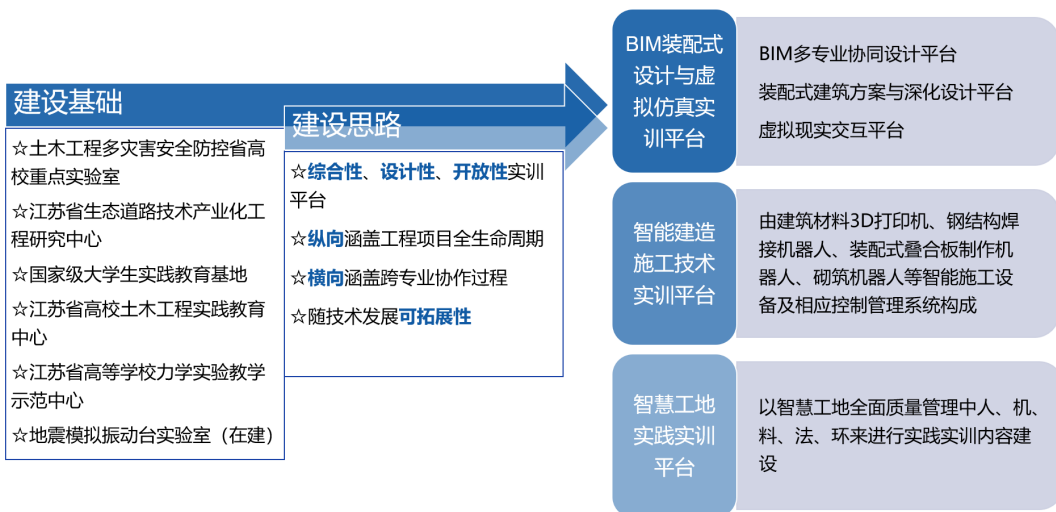 建设基础
☆土木工程多灾害安全防控省高
校重点实验室
☆江苏省生态道路技术产业化工
程研究中心
☆国家级大学生实践教育基地
☆江苏省高校土木工程实践教育
中心
☆江苏省高等学校力学实验教学
示范中心
☆地震模拟振动台实验室（在建）
建设思路
☆综合性、设计性、开放性实训
平台
☆纵向涵盖工程项目全生命周期
☆横向涵盖跨专业协作过程
☆随技术发展可拓展性
BIM装配式
设计与虚
拟仿真实
训平台
BIM多专业协同设计平台
装配式建筑方案与深化设计平台
虚拟现实交互平台
智能建造
施工技术
实训平台
由建筑材料3D打印机、钢结构焊
接机器人、装配式叠合板制作机
器人、砌筑机器人等智能施工设
备及相应控制管理系统构成
智慧工地
实践实训
平台
以智慧工地全面质量管理中人、机、
料、法、环来进行实践实训内容建
设